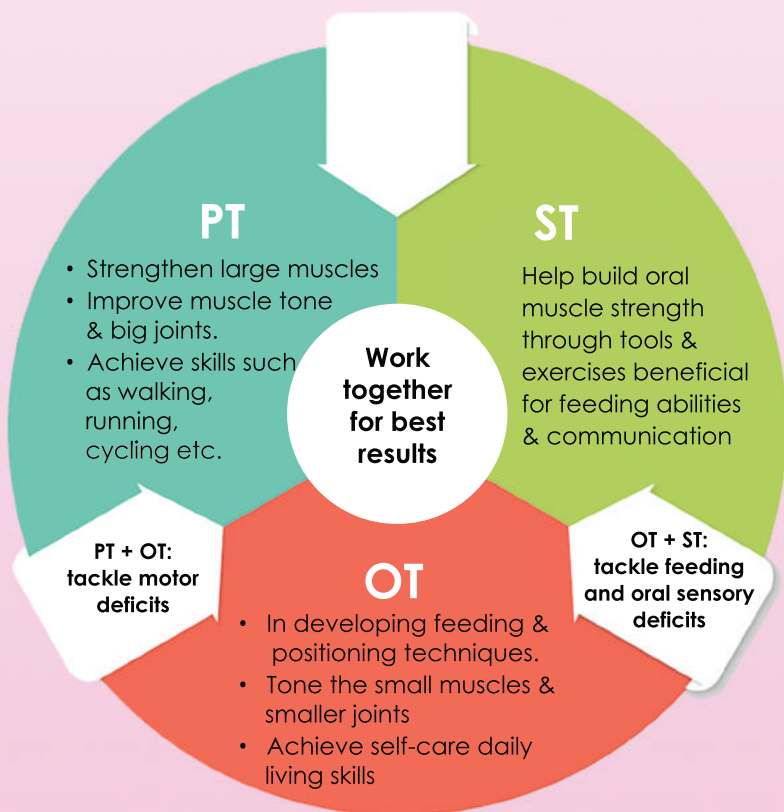 PT
• Strengthen large muscles
• Improve muscle tone
& big joints.
• Achieve skills such
as walking,
running,
cycling etc.
ST
Help build oral
muscle strength
through tools &
exercises beneficial
for feeding abilities
& communication
Work
together
for best
results
PT + OT:
tackle motor
deficits
OT + ST:
tackle feeding
and oral sensory
deficits
OT
• In developing feeding &
positioning techniques.
• Tone the small muscles &
smaller joints
• Achieve self-care daily
living skills